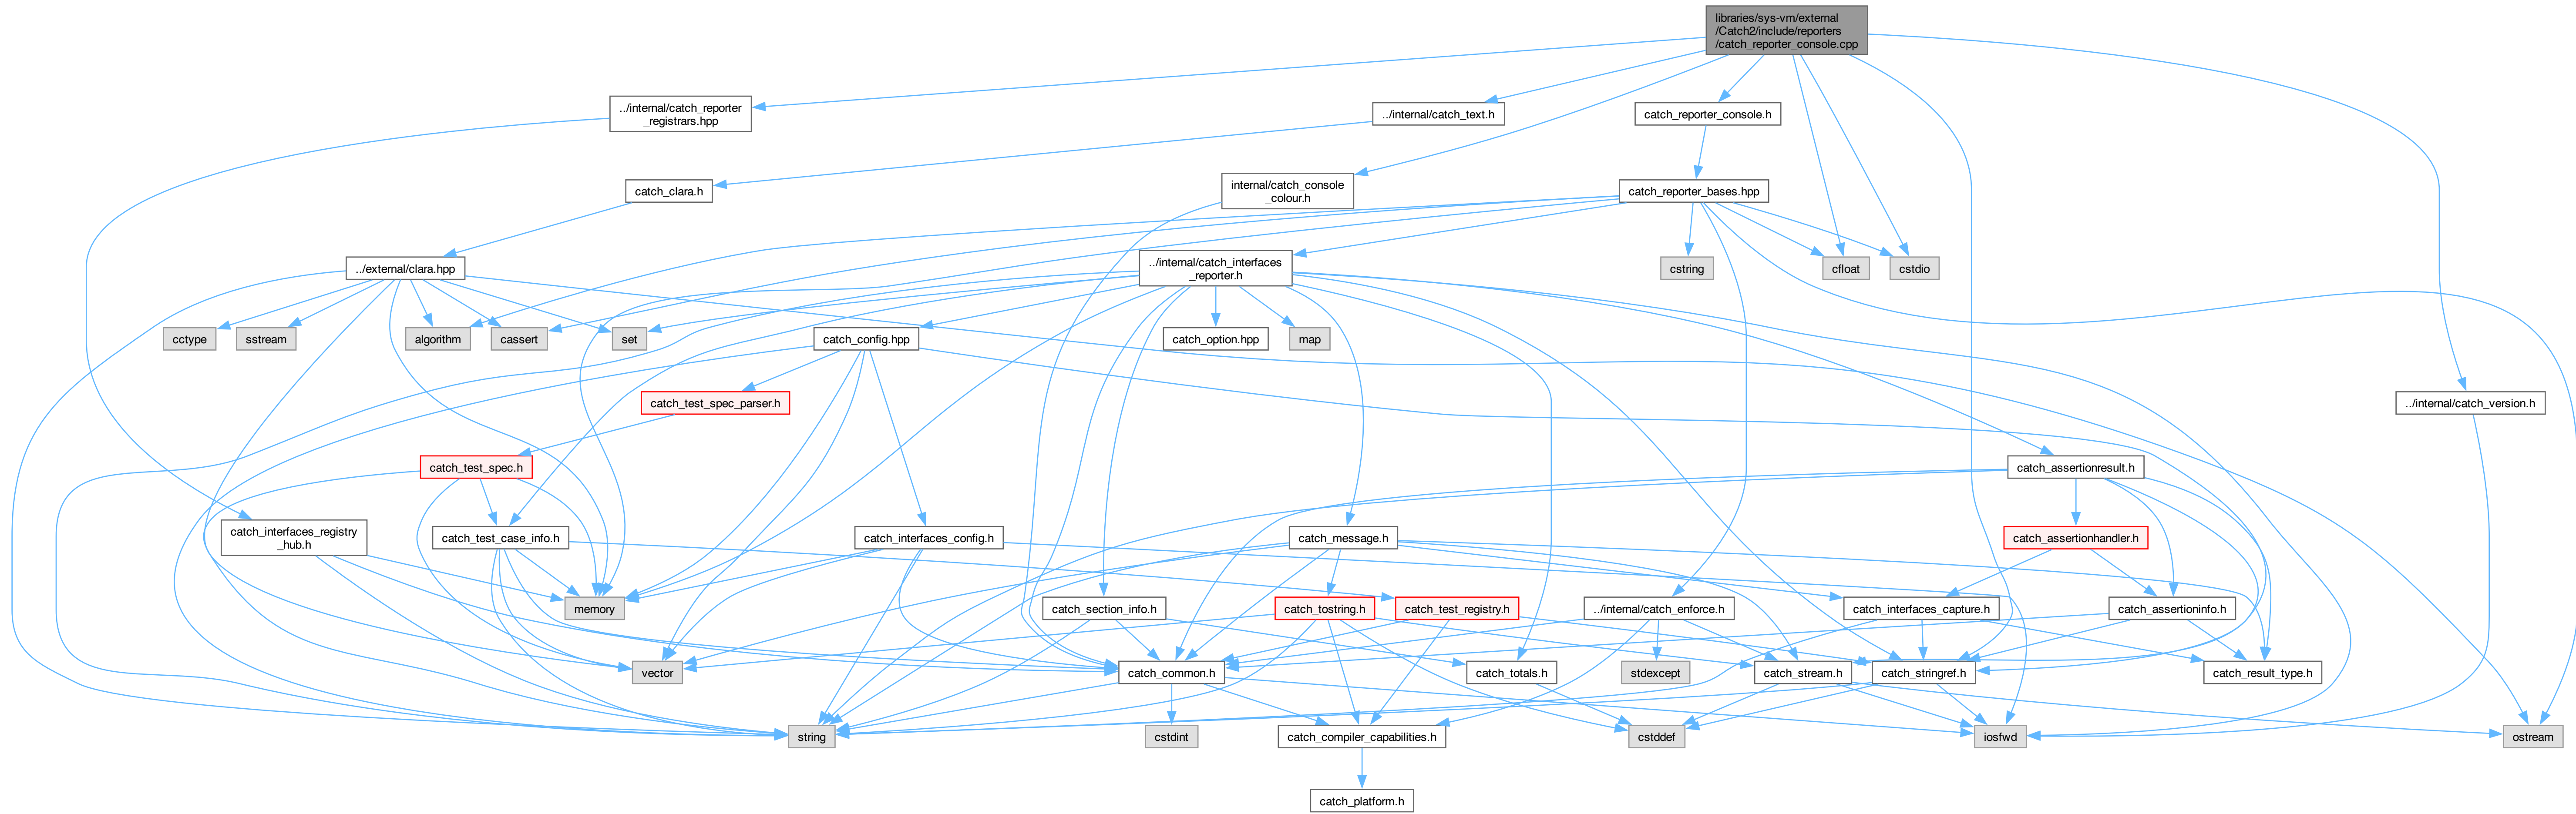 libraries/sys-vm/external
/Catch2/include/reporters
/catch_reporter_console.cpp
../internal/catch_reporter
_registrars.hpp
../internal/catch_text.h
catch_reporter_console.h
catch_clara.h
internal/catch_console
_colour.h
catch_reporter_bases.hpp
../external/clara.hpp
../internal/catch_interfaces
_reporter.h
cstring
cfloat
cstdio
cctype
sstream
algorithm
cassert
set
catch_config.hpp
catch_option.hpp
map
catch_test_spec_parser.h
../internal/catch_version.h
catch_test_spec.h
catch_assertionresult.h
catch_interfaces_registry
_hub.h
catch_test_case_info.h
catch_interfaces_config.h
catch_message.h
catch_assertionhandler.h
memory
catch_section_info.h
catch_tostring.h
catch_test_registry.h
../internal/catch_enforce.h
catch_interfaces_capture.h
catch_assertioninfo.h
vector
catch_common.h
catch_totals.h
stdexcept
catch_stream.h
catch_stringref.h
catch_result_type.h
string
cstdint
catch_compiler_capabilities.h
cstddef
iosfwd
ostream
catch_platform.h